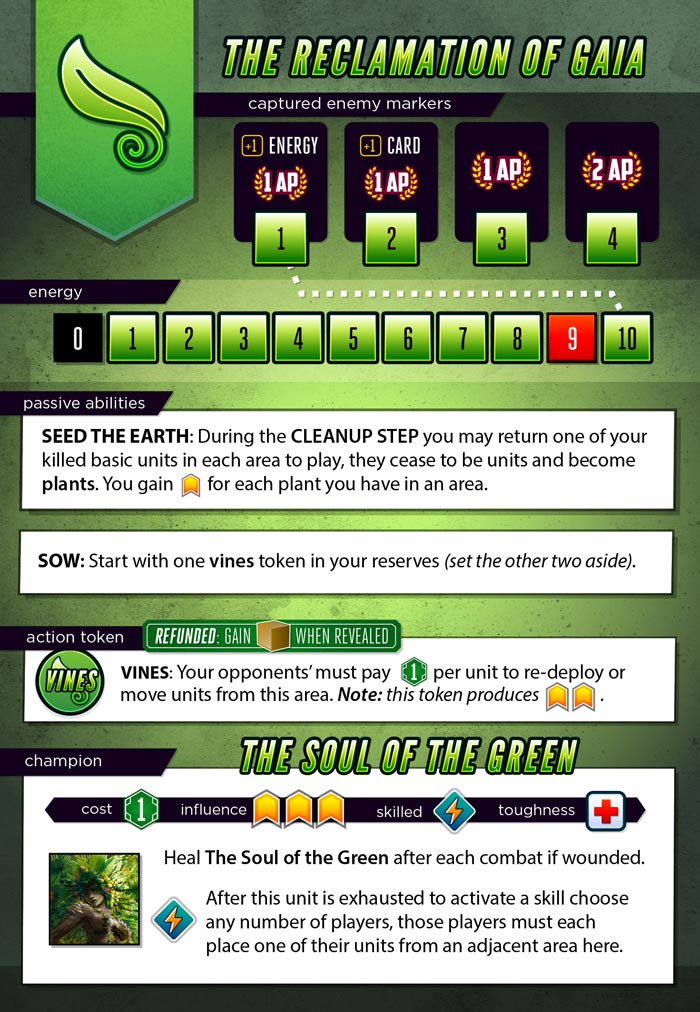 THE RECLAMATION OF GAIA
captured enemy markers
+1 ENERGY
1 AP
1
+1 CARD
1 AP
2
1 AP
3
2 AP
4
energy
0 1 2 3 4 5 6 7 8 9 10
passive abilities
SEED THE EARTH: During the CLEANUP STEP you may return one of your
killed basic units in each area to play, they cease to be units and become
plants. You gain for each plant you have in an area.
SOW: Start with one vines token in your reserves (set the other two aside).
action token
REFUNDED: GAIN WHEN REVEALED
VINES
VINES: Your opponents' must pay 1 per unit to re-deploy or
move units from this area. Note: this token produces .
champion
THE SOUL OF THE GREEN
cost 1 influence skilled toughness
Heal The Soul of the Green after each combat if wounded.
After this unit is exhausted to activate a skill choose
any number of players, those players must each
place one of their units from an adjacent area here.